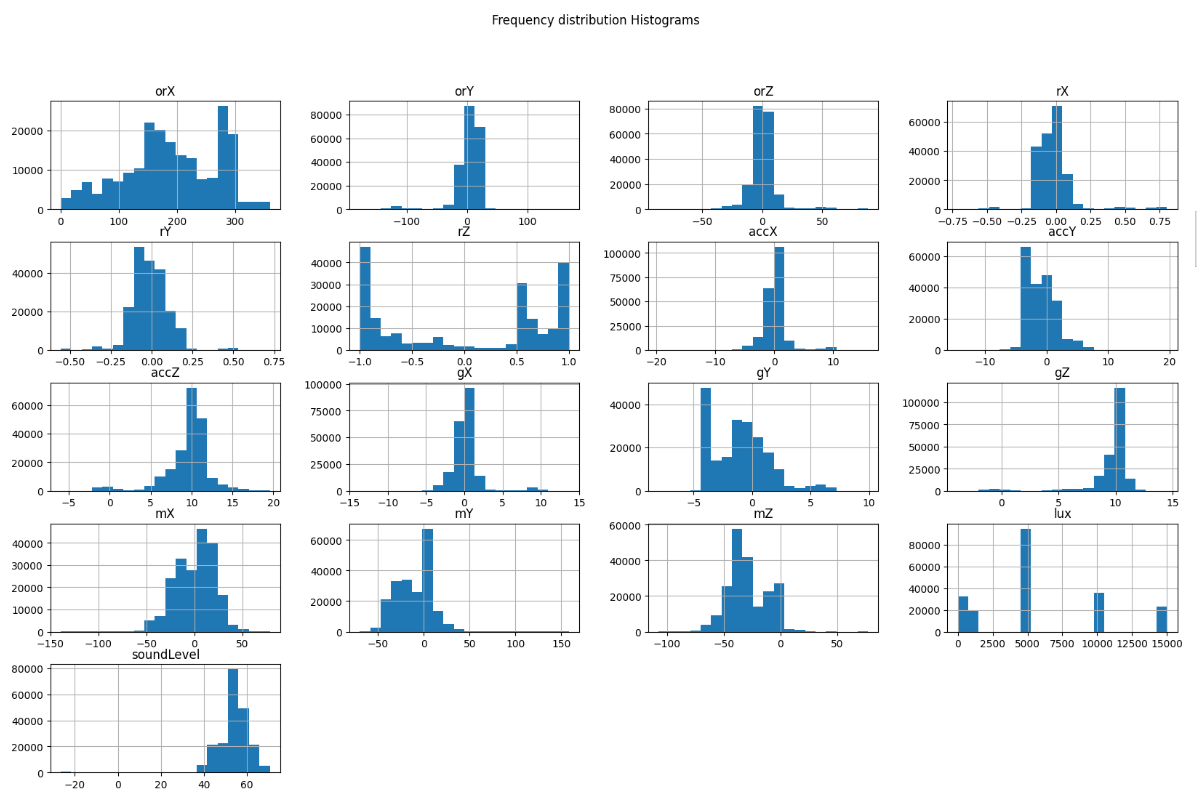 Frequency distribution Histograms
orX
orY
orZ
rX
20000
10000
0
0 100 200 300
80000
60000
40000
20000
0
−100 0 100
80000
60000
40000
20000
0
−50 0 50
60000
40000
20000
0
−0.75 −0.50 −0.25 0.00 0.25 0.50 0.75
rY
rZ
accX
accY
40000
20000
0
−0.50 −0.25 0.00 0.25 0.50 0.75
40000
30000
20000
10000
0
−1.0 −0.5 0.0 0.5 1.0
100000
75000
50000
25000
0
−20 −10 0 10
60000
40000
20000
0
−10 0 10 20
accZ
gX
gY
gZ
60000
40000
20000
0
−5 0 5 10 15 20
100000
75000
50000
25000
0
−15 −10 −5 0 5 10 15
40000
20000
0
−5 0 5 10
100000
75000
50000
25000
0
0 5 10 15
mX
mY
mZ
lux
40000
30000
20000
10000
0
−150 −100 −50 0 50
60000
40000
20000
0
−50 0 50 100 150
60000
40000
20000
0
−100 −50 0 50
80000
60000
40000
20000
0
0 2500 5000 7500 10000 12500 15000
soundLevel
80000
60000
40000
20000
0
−20 0 20 40 60